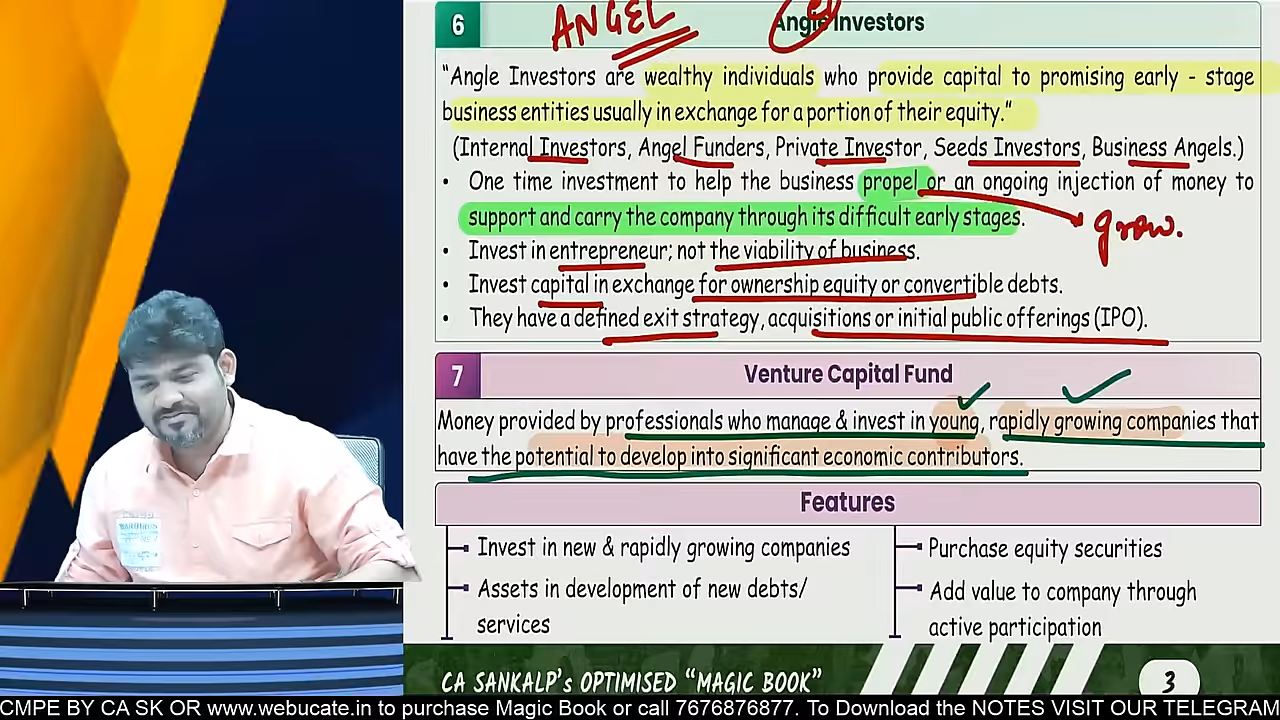 ANGEL
6
Angle Investors
"Angle Investors are wealthy individuals who provide capital to promising early - stage
business entities usually in exchange for a portion of their equity."
(Internal Investors, Angel Funders, Private Investor, Seeds Investors, Business Angels.)
• One time investment to help the business propel or an ongoing injection of money to
support and carry the company through its difficult early stages.
grow.
• Invest in entrepreneur; not the viability of business.
• Invest capital in exchange for ownership equity or convertible debts.
• They have a defined exit strategy, acquisitions or initial public offerings (IPO).
7
Venture Capital Fund
Money provided by professionals who manage & invest in young, rapidly growing companies that
have the potential to develop into significant economic contributors.
Features
Invest in new & rapidly growing companies
Assets in development of new debts/
services
Purchase equity securities
Add value to company through
active participation
CA SANKALP's OPTIMISED "MAGIC BOOK"
3
CMPE BY CA SK OR www.webucate.in to purchase Magic Book or call 7676876877. To Download the NOTES VISIT OUR TELEGRAM